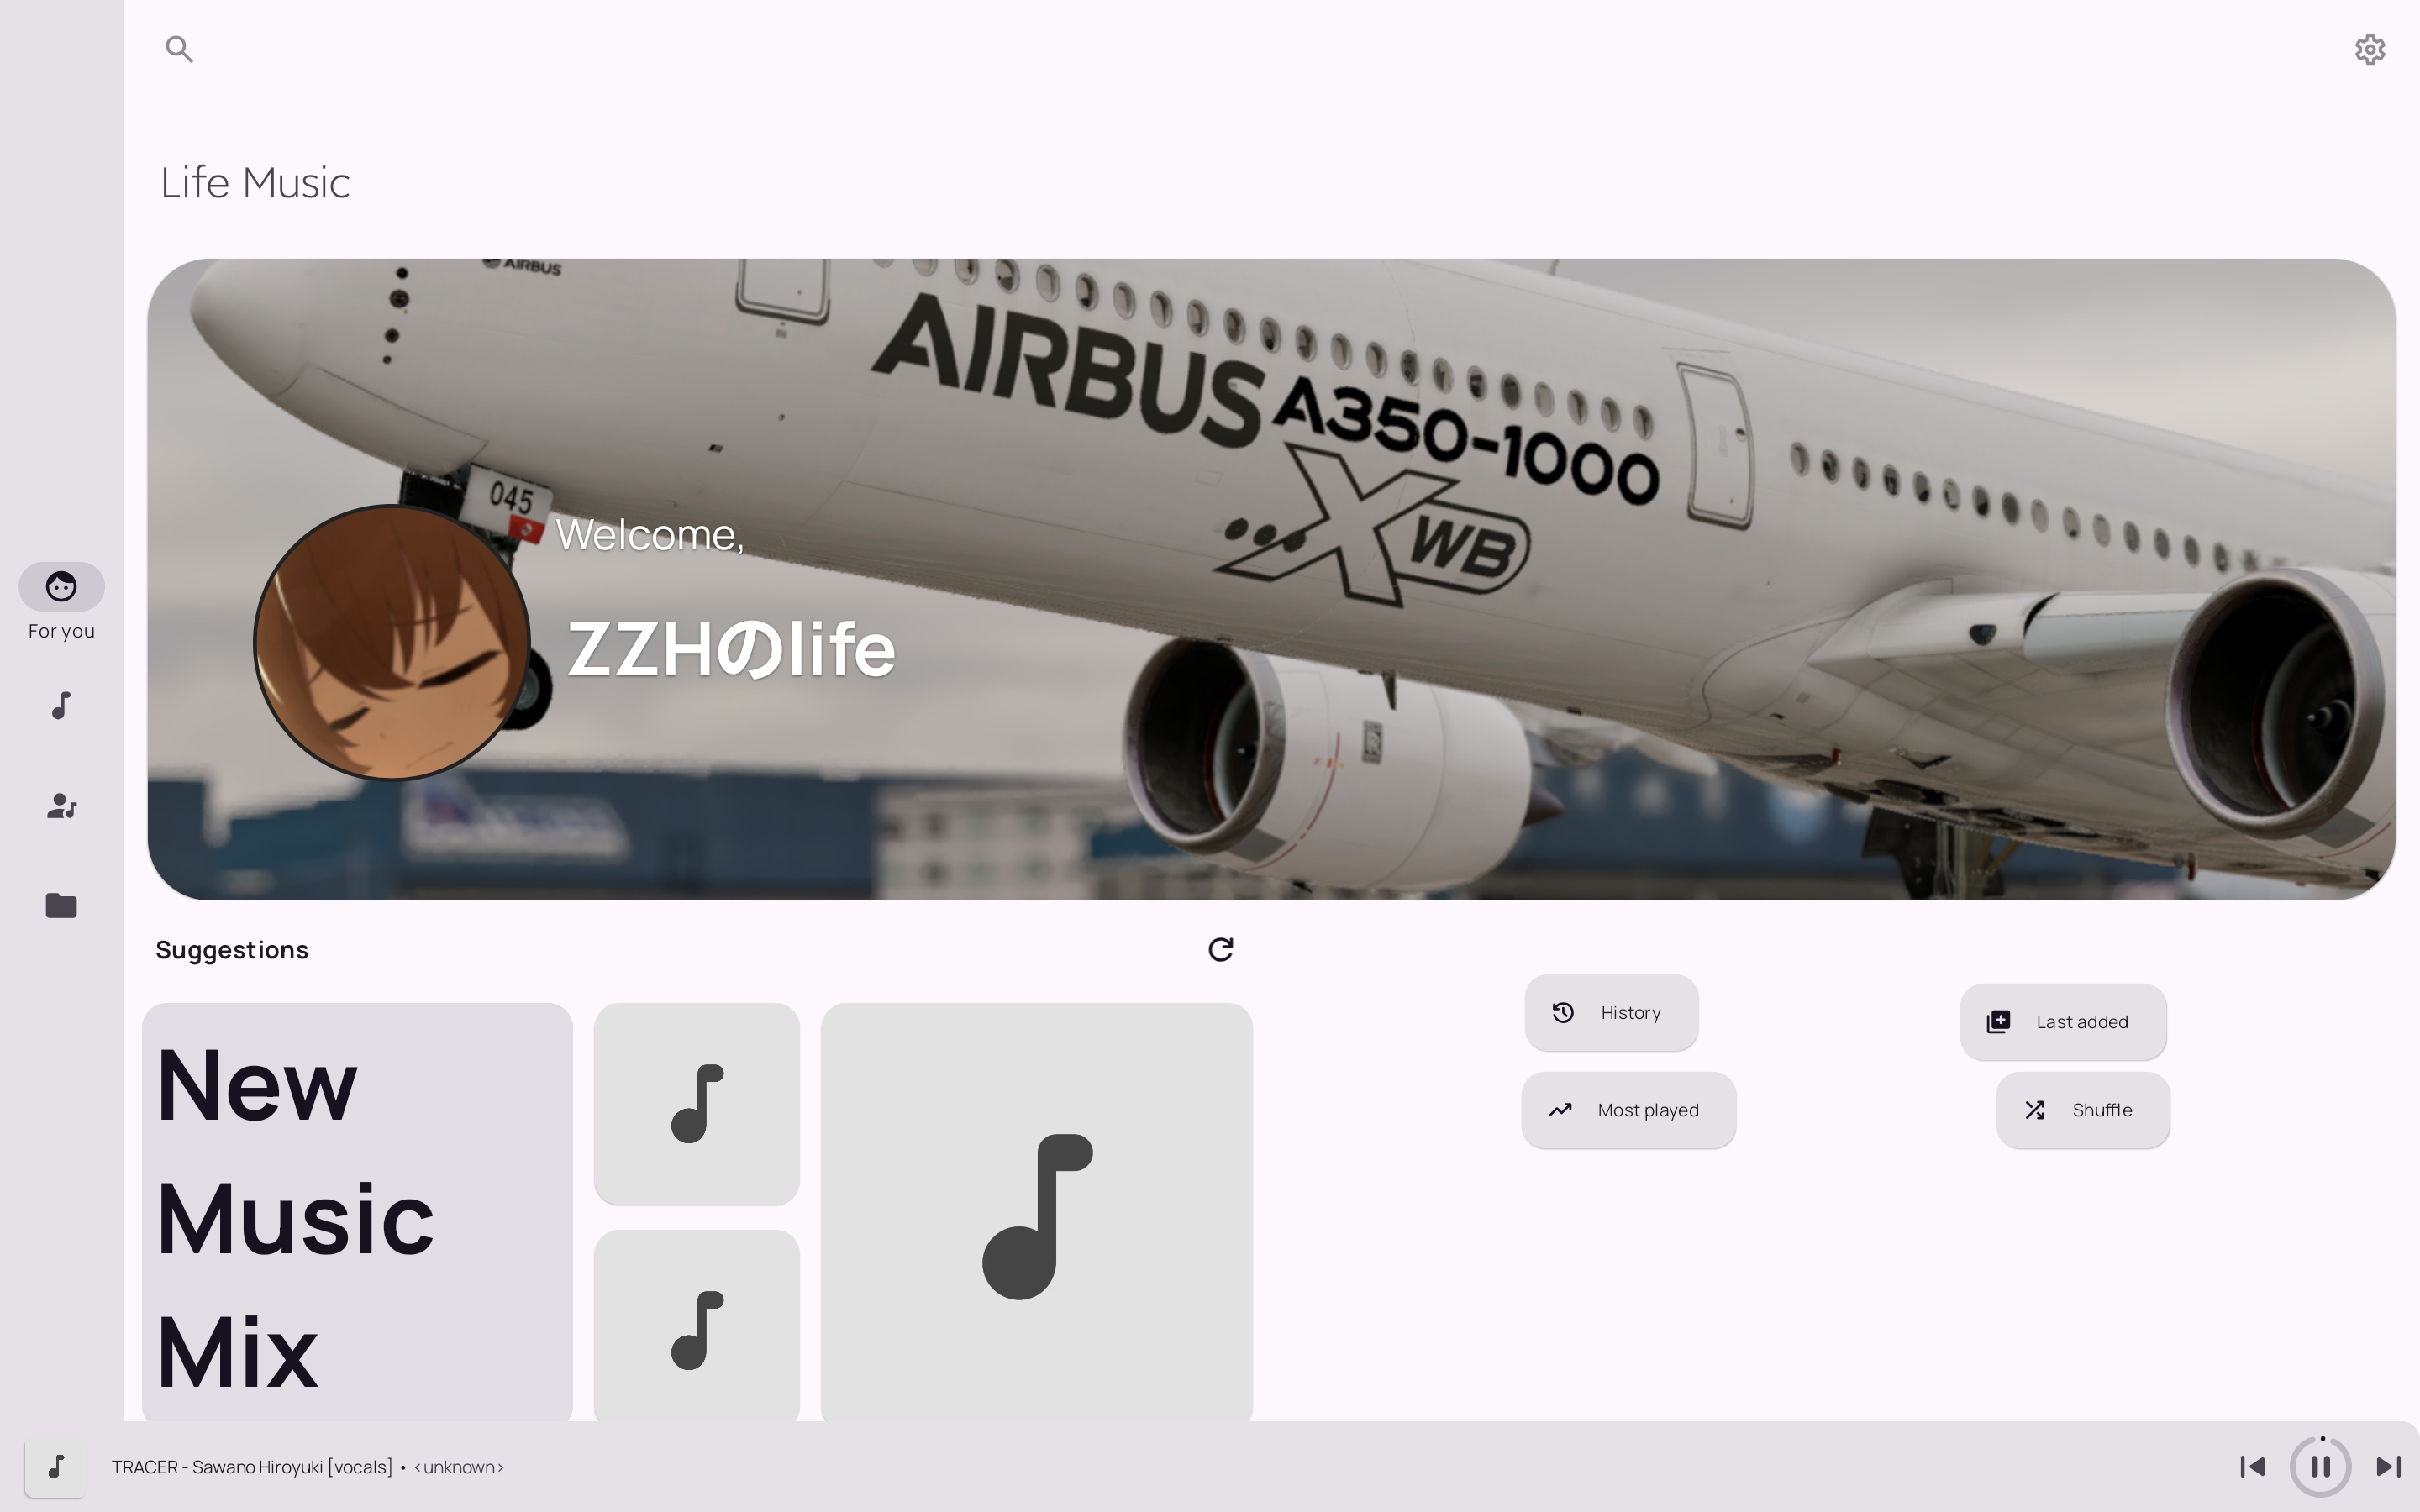 Life Music
AIRBUS
AIRBUS A350-1000
XWB
045
Welcome,
ZZHのlife
For you
Suggestions
History
Last added
Most played
Shuffle
New
Music
Mix
TRACER - Sawano Hiroyuki [vocals] • <unknown>